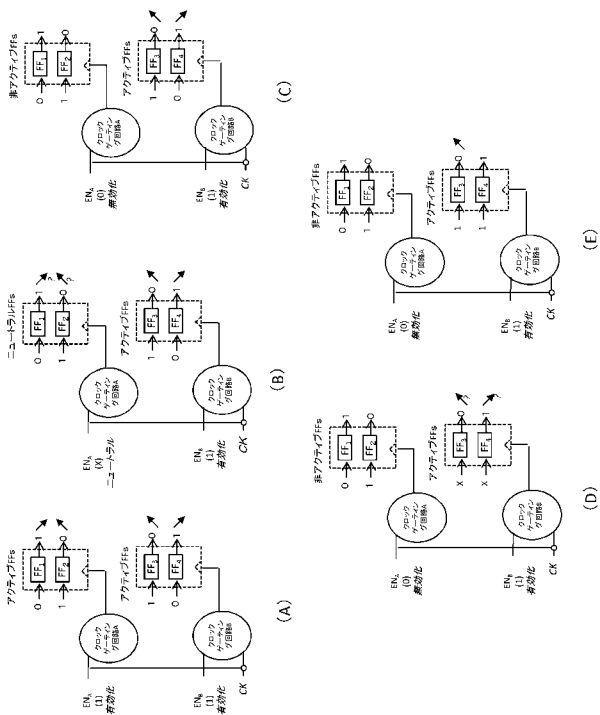 アクティブFFs
0 FF₁ 1
1 FF₂ 0
クロック
ゲーティン
グ回路A
ENA
(1)
有効化
アクティブFFs
1 FF₃ 0
0 FF₄ 1
クロック
ゲーティン
グ回路B
ENB
(1)
有効化
CK
(A)
ニュートラルFFs
0 FF₁ 1 ?
1 FF₂ 0 ?
クロック
ゲーティン
グ回路A
ENA
(X)
ニュートラル
アクティブFFs
1 FF₃ 0
0 FF₄ 1
クロック
ゲーティン
グ回路B
ENB
(1)
有効化
CK
(B)
非アクティブFFs
0 FF₁ 1
1 FF₂ 0
クロック
ゲーティン
グ回路A
ENA
(0)
無効化
アクティブFFs
1 FF₃ 0
0 FF₄ 1
クロック
ゲーティン
グ回路B
ENB
(1)
有効化
CK
(C)
非アクティブFFs
0 FF₁ 1
1 FF₂ 0
クロック
ゲーティン
グ回路A
ENA
(0)
無効化
アクティブFFs
X FF₃ 0 ?
X FF₄ 1 ?
クロック
ゲーティン
グ回路B
ENB
(1)
有効化
CK
(D)
非アクティブFFs
0 FF₁ 1
1 FF₂ 0
クロック
ゲーティン
グ回路A
ENA
(0)
無効化
アクティブFFs
1 FF₃ 0
1 FF₄ 1
クロック
ゲーティン
グ回路B
ENB
(1)
有効化
CK
(E)